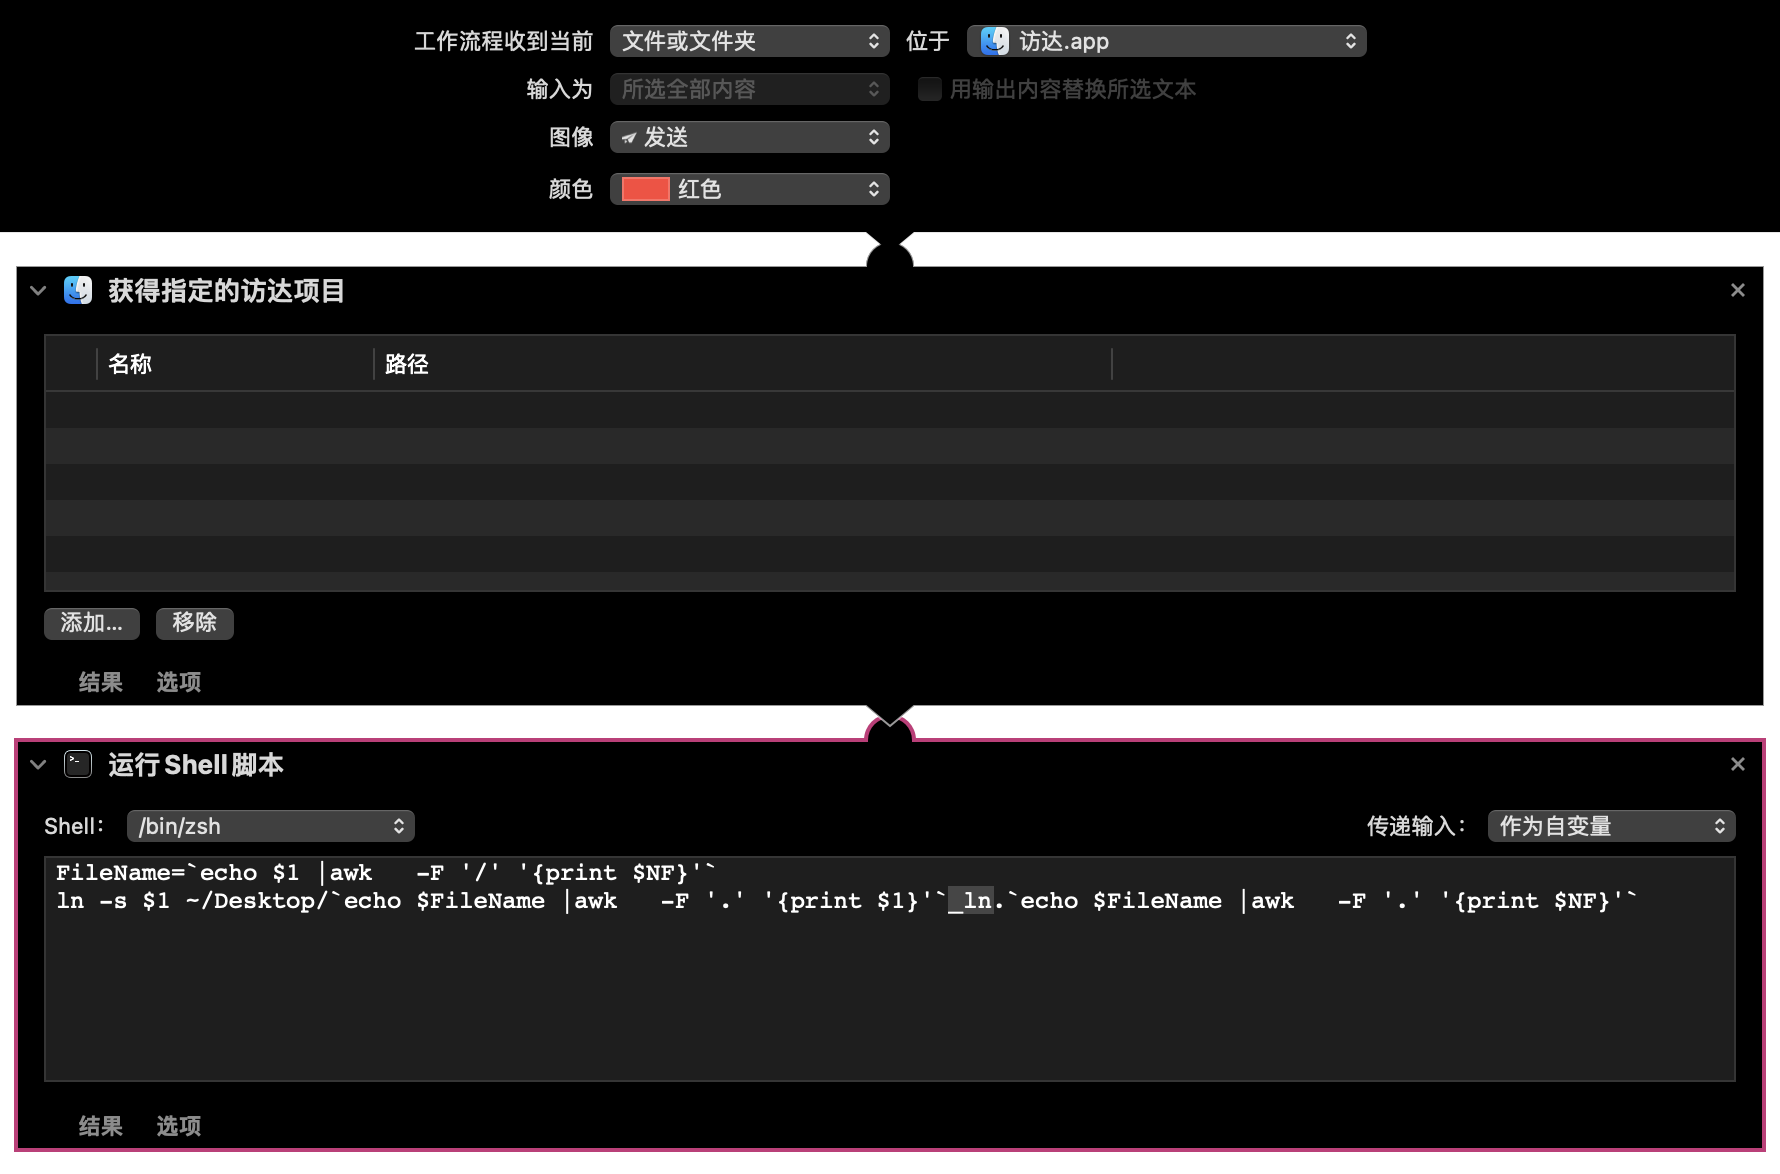 工作流程收到当前 文件或文件夹 位于 访达.app
输入为 所选全部内容 用输出内容替换所选文本
图像 发送
颜色 红色
获得指定的访达项目
名称 路径
添加... 移除
结果 选项
运行 Shell 脚本
Shell： /bin/zsh 传递输入： 作为自变量
FileName=`echo $1 |awk   -F '/' '{print $NF}'`
ln -s $1 ~/Desktop/`echo $FileName |awk   -F '.' '{print $1}'`_ln.`echo $FileName |awk   -F '.' '{print $NF}'`
结果 选项